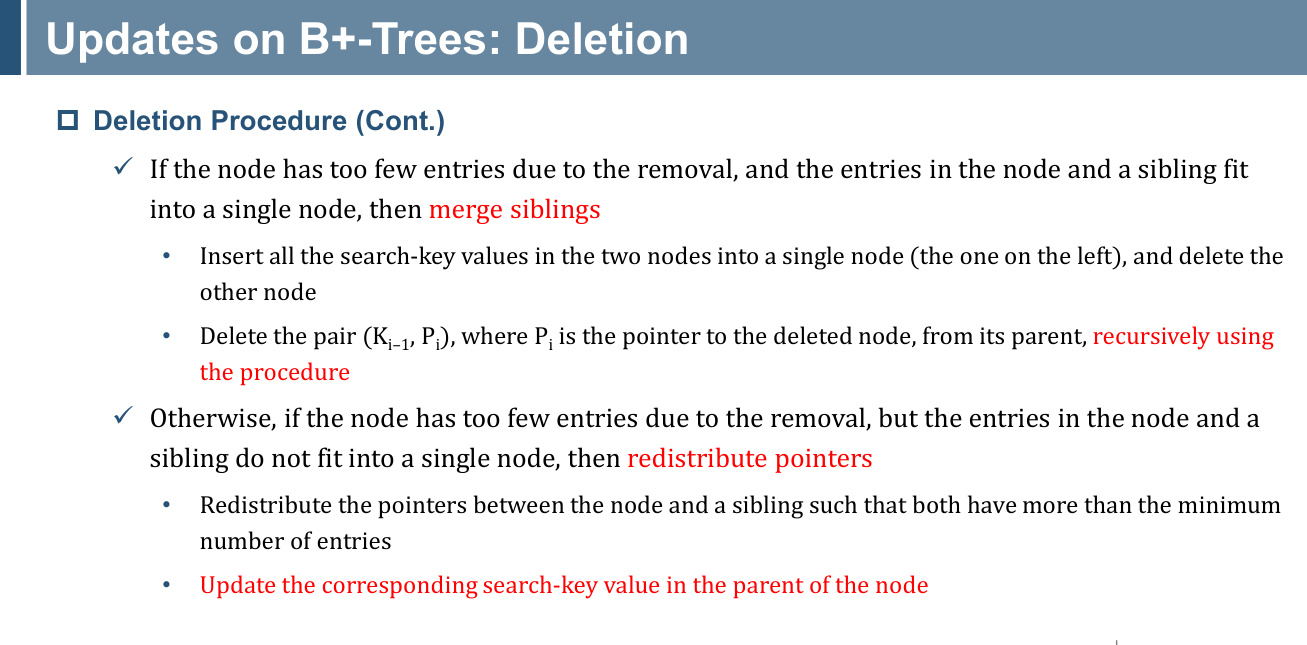 Updates on B+-Trees: Deletion
Deletion Procedure (Cont.)
If the node has too few entries due to the removal, and the entries in the node and a sibling fit
into a single node, then merge siblings
Insert all the search-key values in the two nodes into a single node (the one on the left), and delete the
other node
Delete the pair (Ki–1, Pi), where Pi is the pointer to the deleted node, from its parent, recursively using
the procedure
Otherwise, if the node has too few entries due to the removal, but the entries in the node and a
sibling do not fit into a single node, then redistribute pointers
Redistribute the pointers between the node and a sibling such that both have more than the minimum
number of entries
Update the corresponding search-key value in the parent of the node